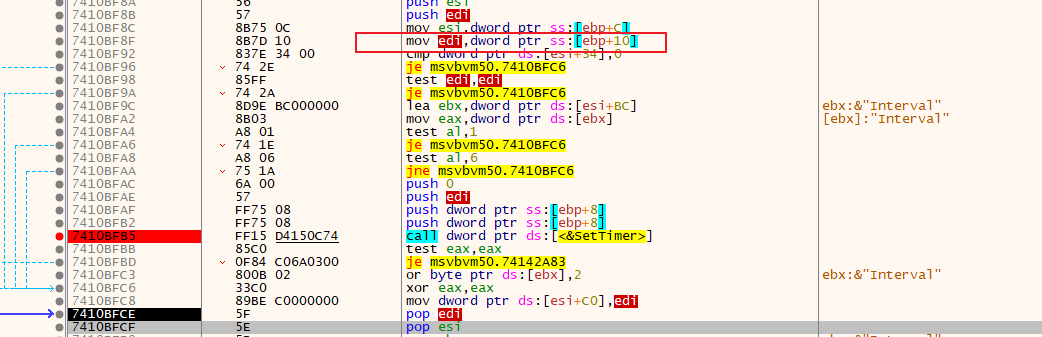 7410BF8A 56 push esi
7410BF8B 57 push edi
7410BF8C 8B75 0C mov esi,dword ptr ss:[ebp+C]
7410BF8F 8B7D 10 mov edi,dword ptr ss:[ebp+10]
7410BF92 837E 34 00 cmp dword ptr ds:[esi+34],0
7410BF96 74 2E je msvbvm50.7410BFC6
7410BF98 85FF test edi,edi
7410BF9A 74 2A je msvbvm50.7410BFC6
7410BF9C 8D9E BC000000 lea ebx,dword ptr ds:[esi+BC] ebx:&"Interval"
7410BFA2 8B03 mov eax,dword ptr ds:[ebx] [ebx]:"Interval"
7410BFA4 A8 01 test al,1
7410BFA6 74 1E je msvbvm50.7410BFC6
7410BFA8 A8 06 test al,6
7410BFAA 75 1A jne msvbvm50.7410BFC6
7410BFAC 6A 00 push 0
7410BFAE 57 push edi
7410BFAF FF75 08 push dword ptr ss:[ebp+8]
7410BFB2 FF75 08 push dword ptr ss:[ebp+8]
7410BFB5 FF15 D4150C74 call dword ptr ds:[<&SetTimer>]
7410BFBB 85C0 test eax,eax
7410BFBD 0F84 C06A0300 je msvbvm50.74142A83
7410BFC3 800B 02 or byte ptr ds:[ebx],2 ebx:&"Interval"
7410BFC6 33C0 xor eax,eax
7410BFC8 89BE C0000000 mov dword ptr ds:[esi+C0],edi
7410BFCE 5F pop edi
7410BFCF 5E pop esi